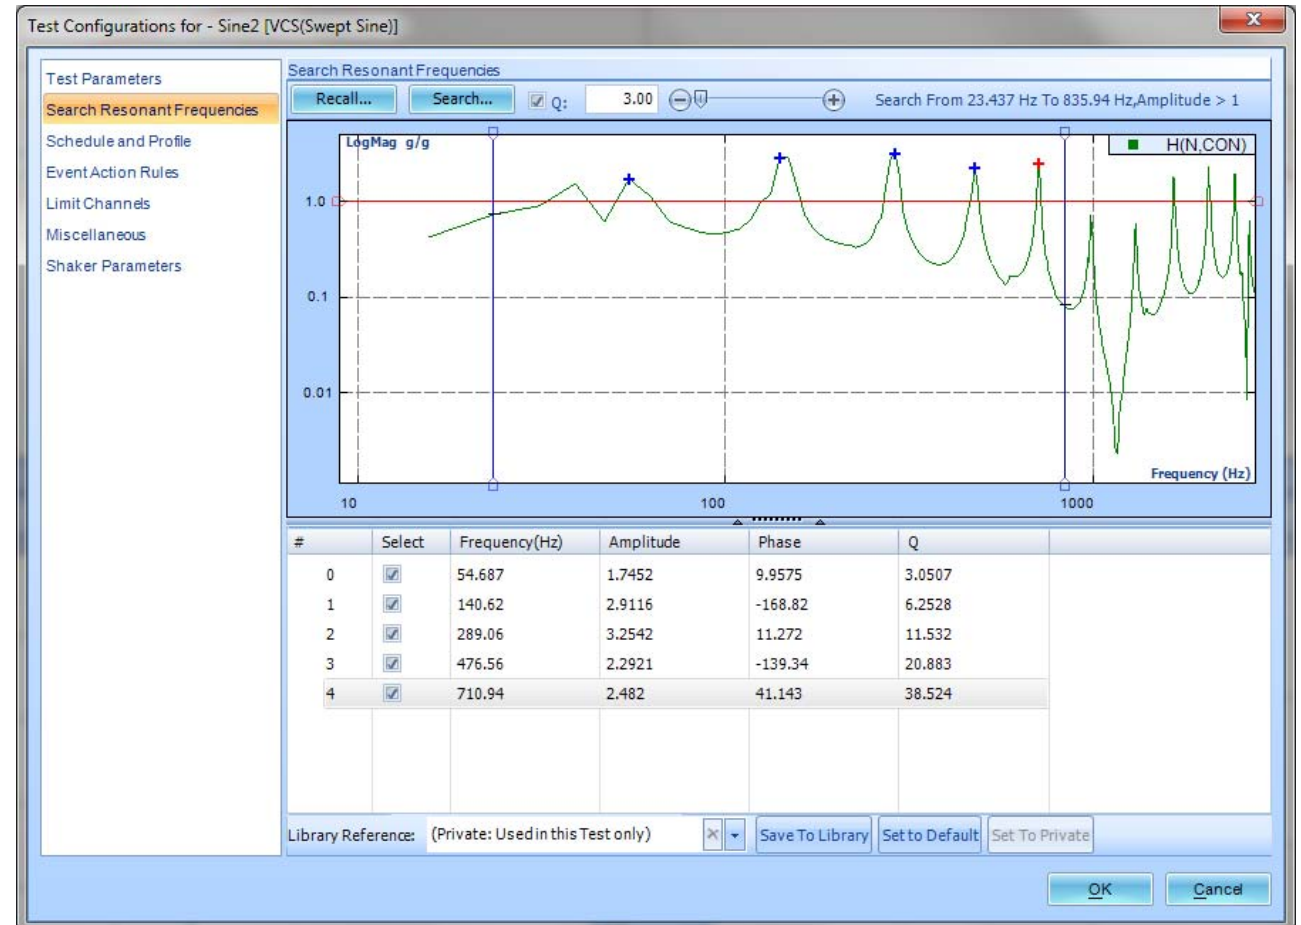 Test Configurations for - Sine2 [VCS(Swept Sine)]
Test Parameters
Search Resonant Frequencies
Schedule and Profile
Event Action Rules
Limit Channels
Miscellaneous
Shaker Parameters
Search Resonant Frequencies
Recall... Search... Q: 3.00 Search From 23.437 Hz To 835.94 Hz,Amplitude > 1
LogMag g/g H(N,CON)
1.0
0.1
0.01
Frequency (Hz)
10 100 1000
# Select Frequency(Hz) Amplitude Phase Q
0 54.687 1.7452 9.9575 3.0507
1 140.62 2.9116 -168.82 6.2528
2 289.06 3.2542 11.272 11.532
3 476.56 2.2921 -139.34 20.883
4 710.94 2.482 41.143 38.524
Library Reference: (Private: Used in this Test only) Save To Library Set to Default Set To Private
OK Cancel